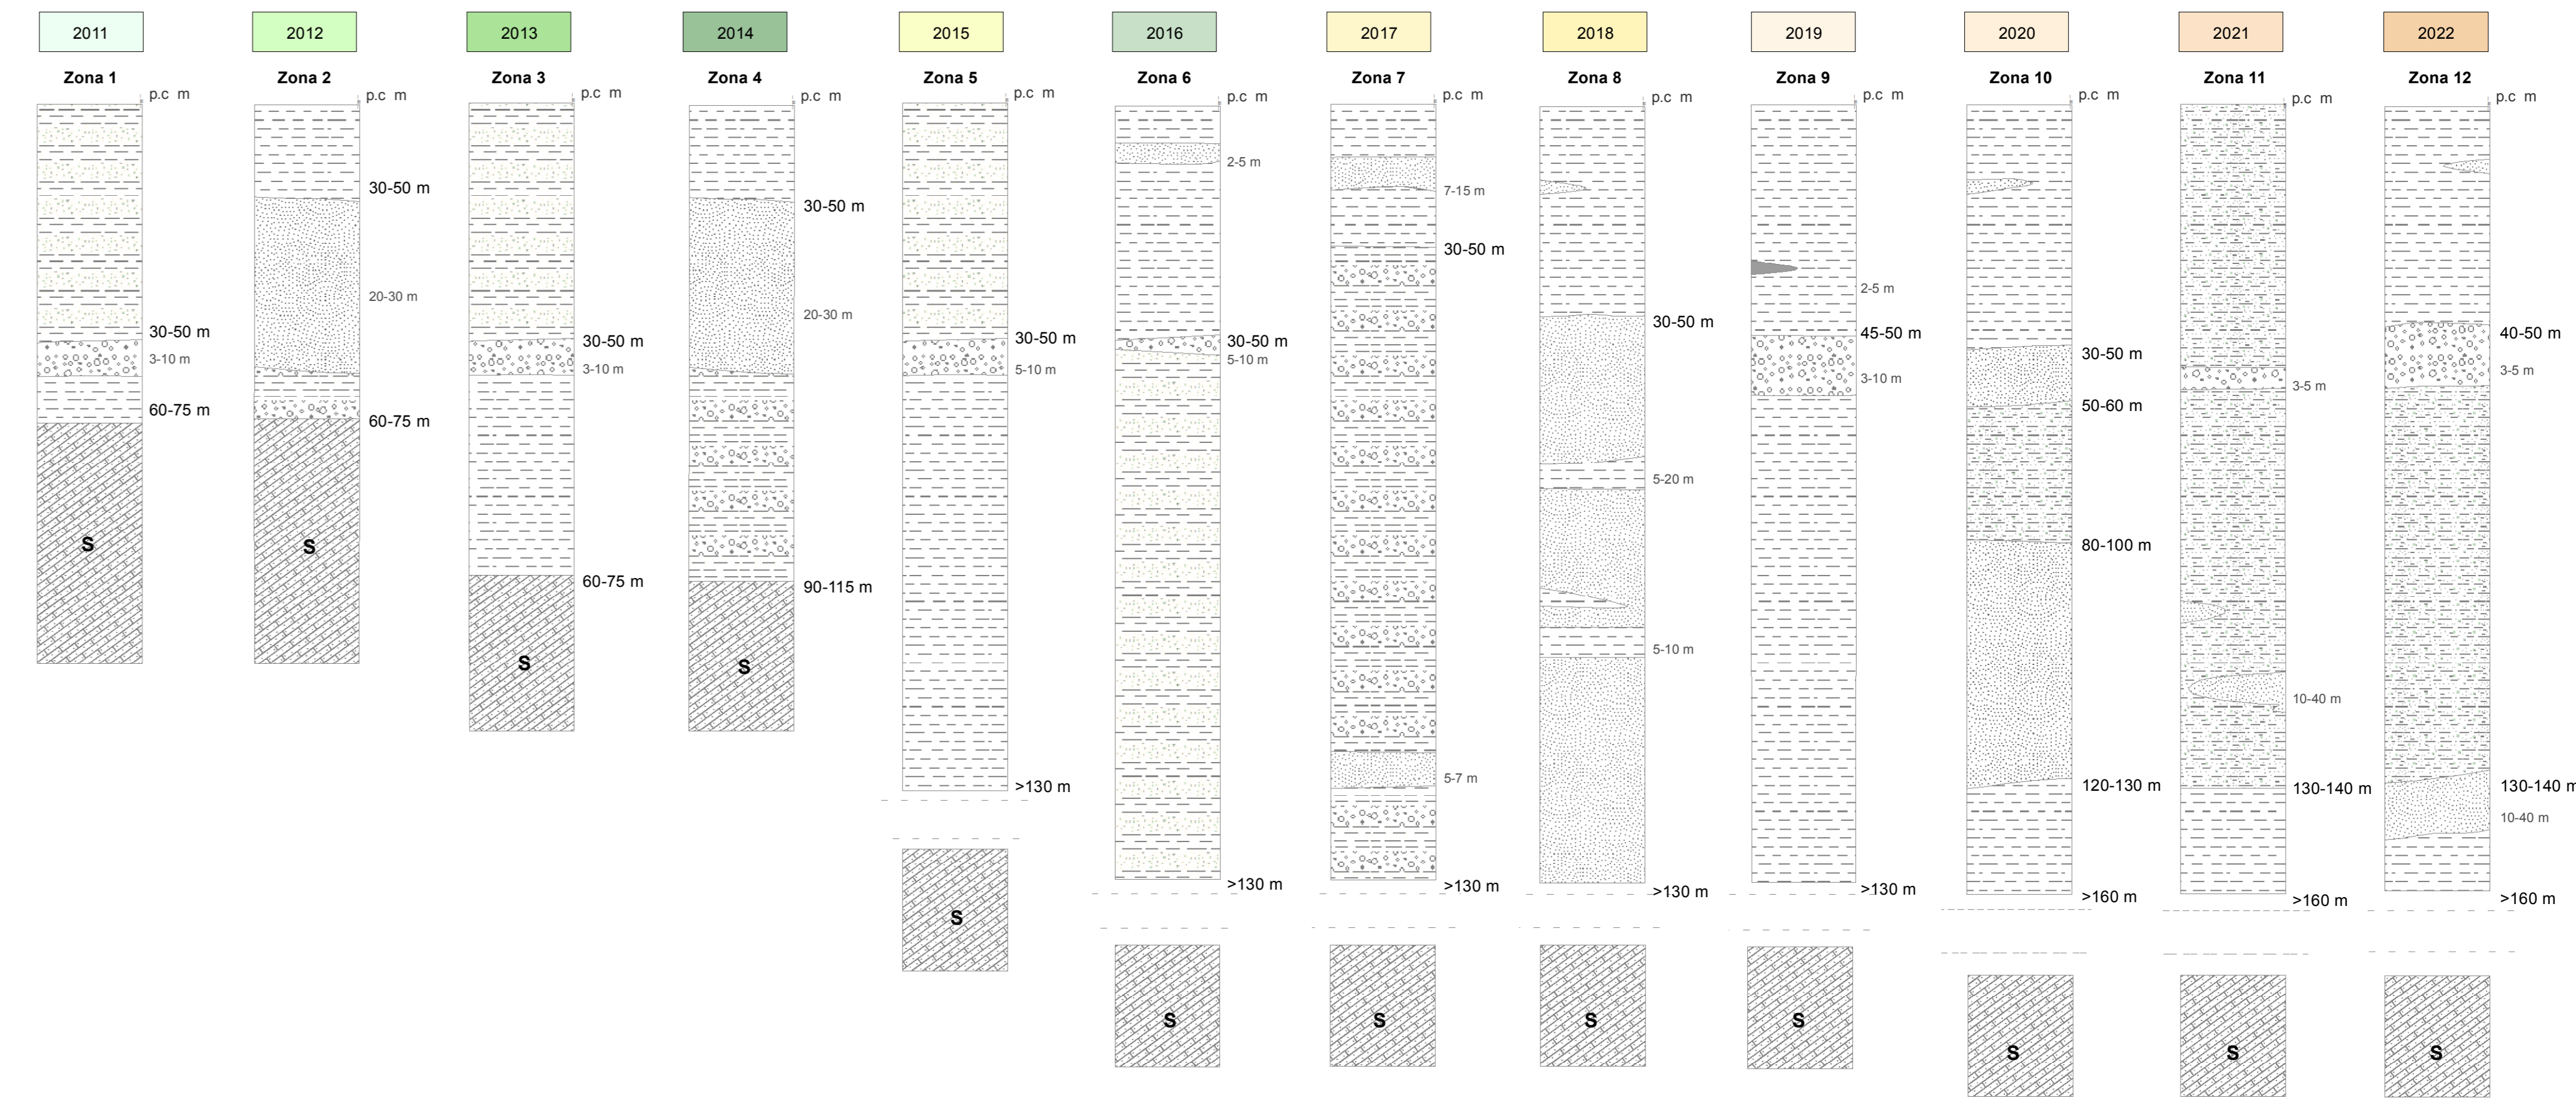 2011
Zona 1
p.c m
30-50 m
3-10 m
60-75 m
S
2012
Zona 2
p.c m
30-50 m
20-30 m
60-75 m
S
2013
Zona 3
p.c m
30-50 m
3-10 m
60-75 m
S
2014
Zona 4
p.c m
30-50 m
20-30 m
90-115 m
S
2015
Zona 5
p.c m
30-50 m
5-10 m
>130 m
S
2016
Zona 6
p.c m
2-5 m
30-50 m
5-10 m
>130 m
S
2017
Zona 7
p.c m
7-15 m
30-50 m
5-7 m
>130 m
S
2018
Zona 8
p.c m
30-50 m
5-20 m
5-10 m
>130 m
S
2019
Zona 9
p.c m
2-5 m
45-50 m
3-10 m
>130 m
S
2020
Zona 10
p.c m
30-50 m
50-60 m
80-100 m
120-130 m
>160 m
S
2021
Zona 11
p.c m
3-5 m
10-40 m
130-140 m
>160 m
S
2022
Zona 12
p.c m
40-50 m
3-5 m
130-140 m
10-40 m
>160 m
S